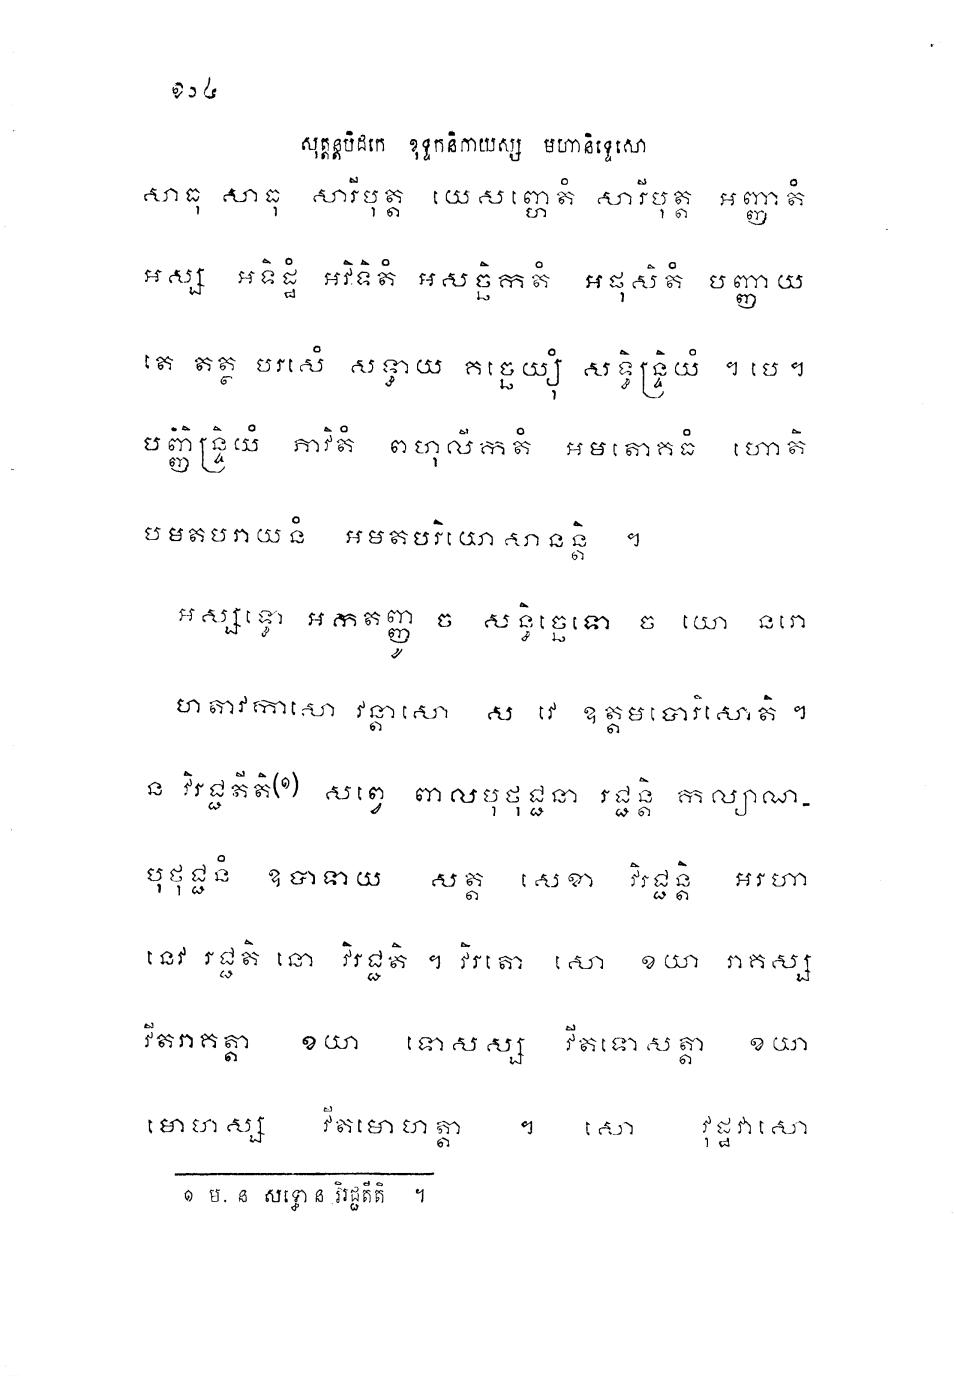 ២១៤
សុត្តន្តបិដកេ ខុទ្ទកនិកាយស្ស មហានិទ្ទេសោ
សាធុ សាធុ សារីបុត្ត យេសញ្ហេតំ សារីបុត្ត អញ្ញាតំ
អស្ស អទិដ្ឋំ អវិទិតំ អសច្ឆិកតំ អផុសិតំ បញ្ញាយ
តេ តត្ថ បរេសំ សទ្ធាយ គច្ឆេយ្យុំ សទ្ធិន្ទ្រិយំ ។ បេ ។
បញ្ញិន្ទ្រិយំ ភាវិតំ ពហុលីកតំ អមតោគធំ ហោតិ
បមតបរាយនំ អមតបរិយោសានន្តិ ។
អស្សទ្ធោ អកតញ្ញូ ច សន្ធិច្ឆេទោ ច យោ នរោ
ហតាវកាសោ វន្តាសោ ស វេ ឧត្តមបោរិសោតិ ។
ន វិរជ្ជតីតិ(១) សព្វេ ពាលបុថុជ្ជនា រជ្ជន្តិ កល្យាណ-
បុថុជ្ជនំ ឧបាទាយ សត្ត សេខា វិរជ្ជន្តិ អរហា
នេវ រជ្ជតិ នោ វិរជ្ជតិ ។ វិរតោ សោ ខយា រាគស្ស
វីតរាគត្តា ខយា ទោសស្ស វីតទោសត្តា ខយា
មោហស្ស វីតមោហត្តា ។ សោ វុដ្ឋវាសោ
១ ម. ន សទ្ធោ ន វិរជ្ជតីតិ ។